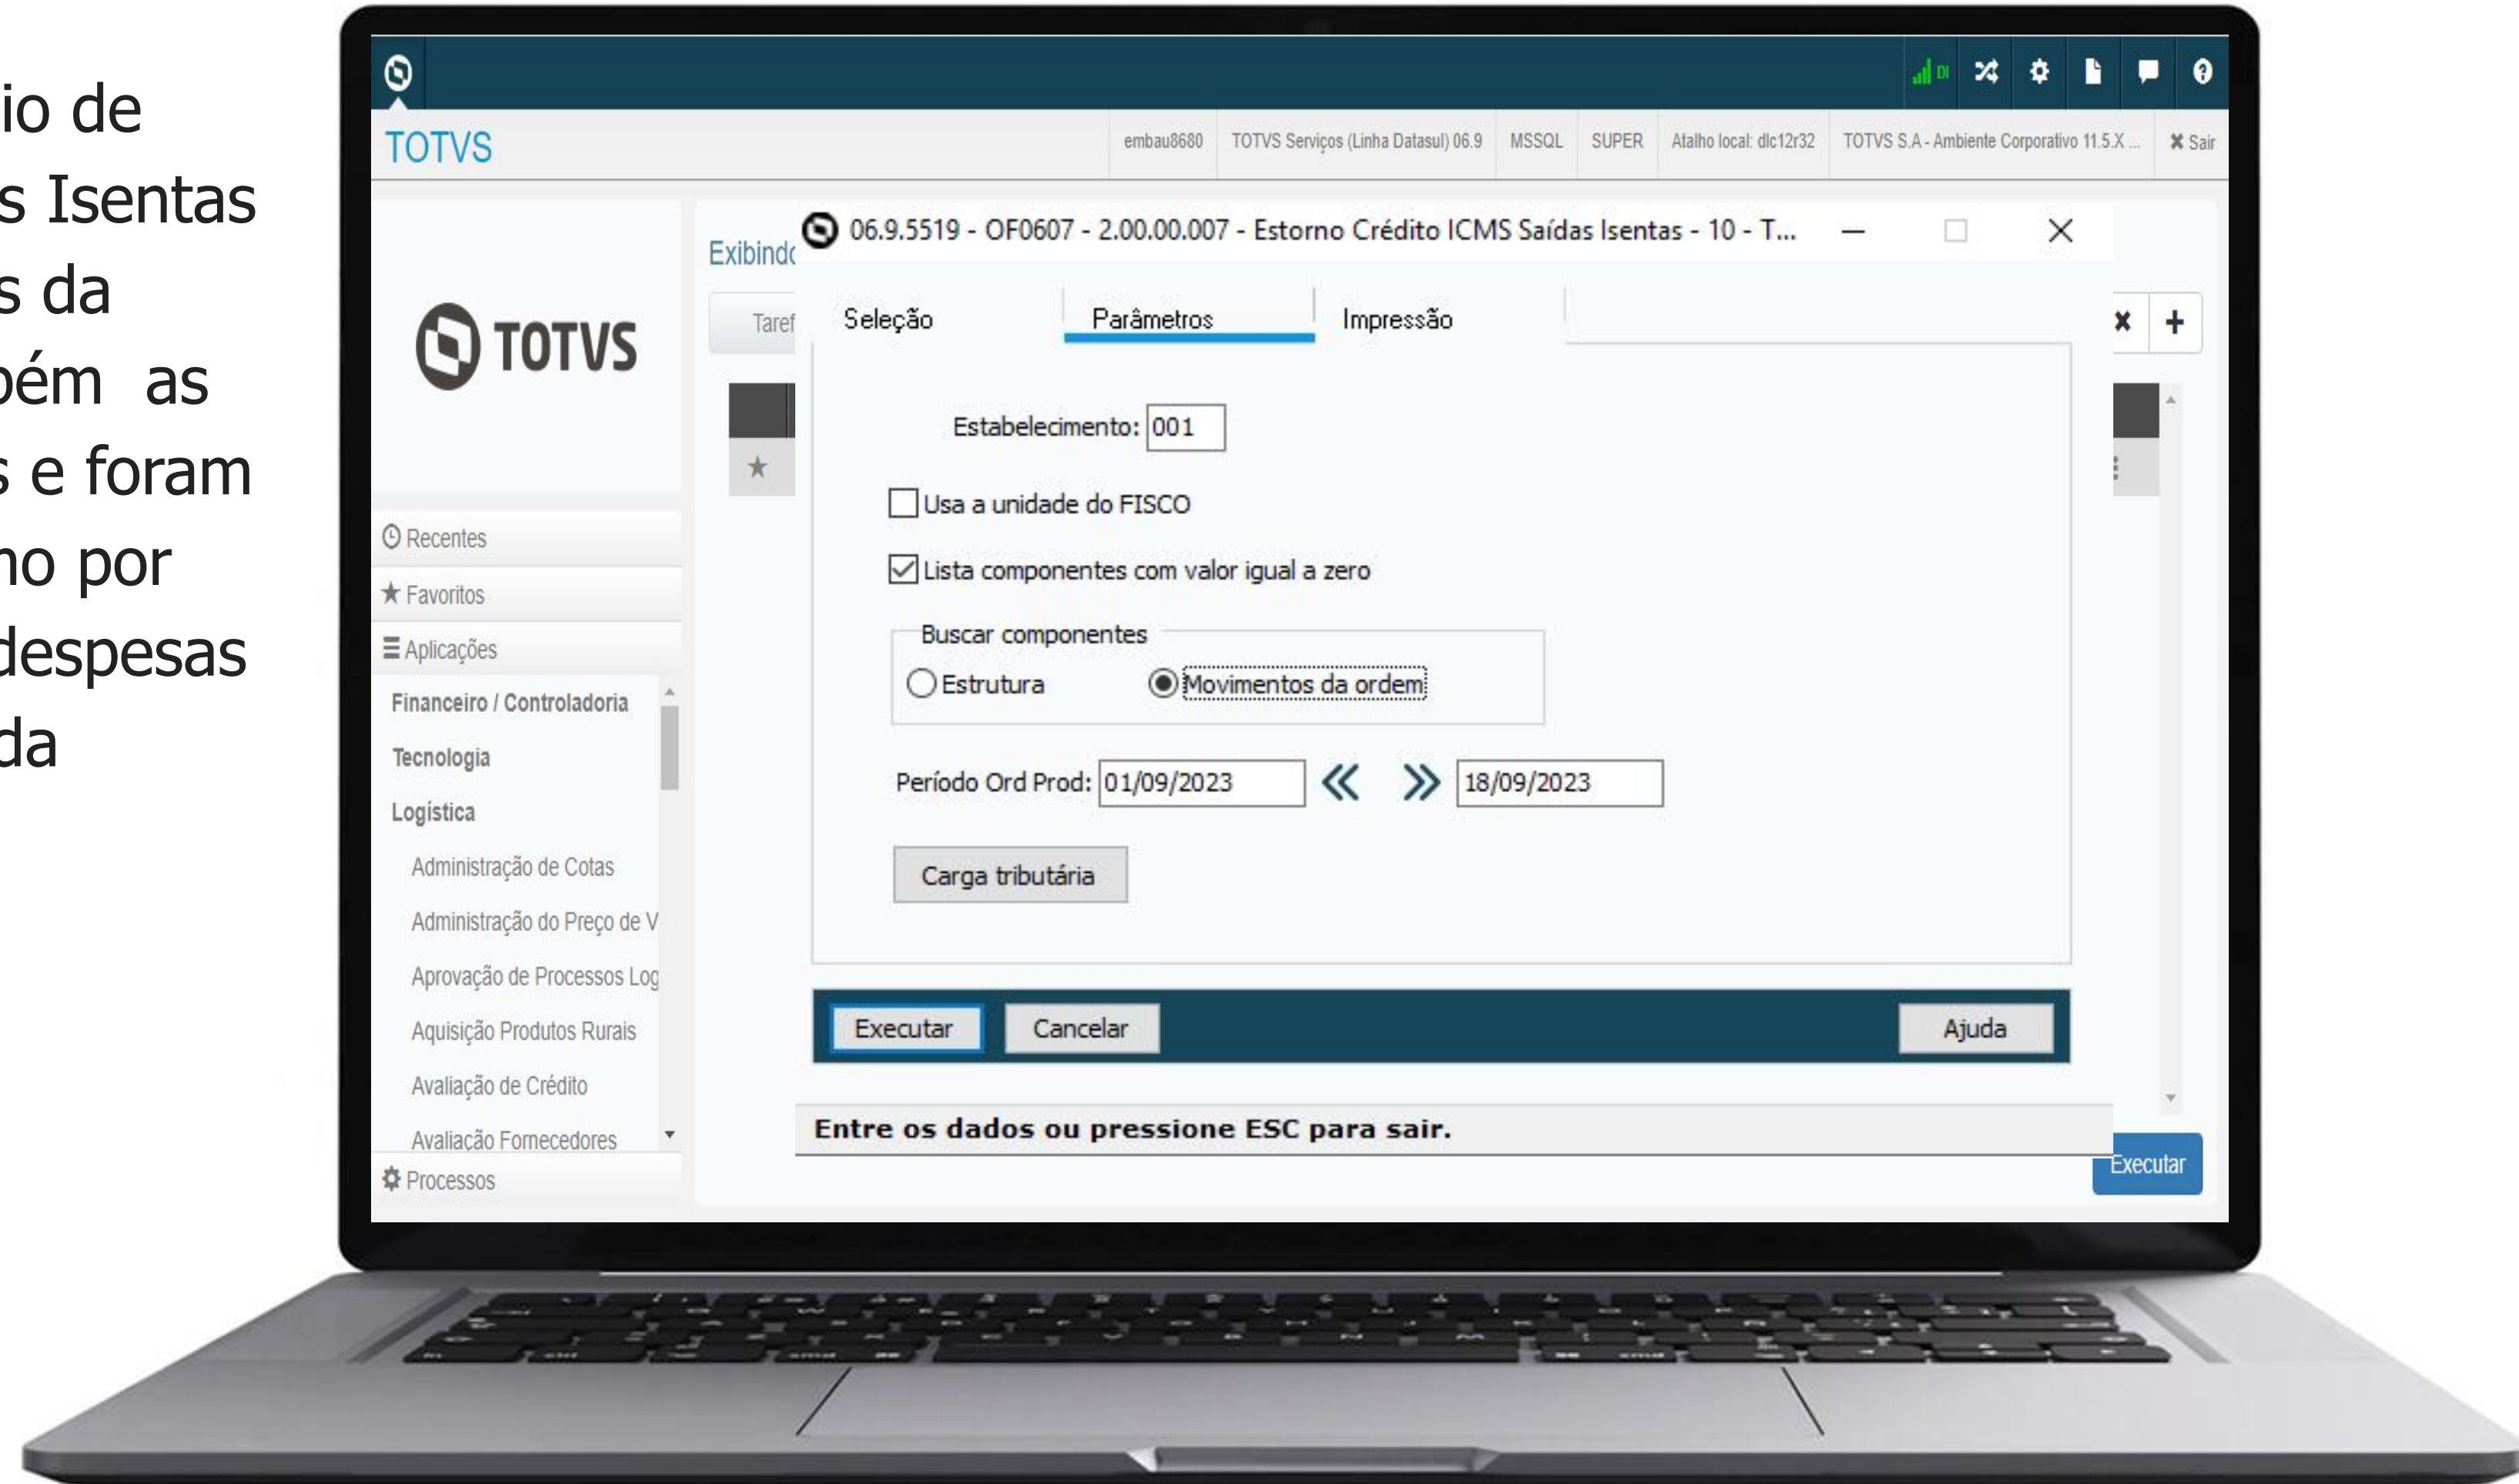 io de
s Isentas
s da
bém as
s e foram
no por
despesas
da
DI
TOTVS
embau8680 TOTVS Serviços (Linha Datasul) 06.9 MSSQL SUPER Atalho local: dlc12r32 TOTVS S.A - Ambiente Corporativo 11.5.X ... Sair
TOTVS
Recentes
Favoritos
Aplicações
Financeiro / Controladoria
Tecnologia
Logística
Administração de Cotas
Administração do Preço de V
Aprovação de Processos Log
Aquisição Produtos Rurais
Avaliação de Crédito
Avaliação Fornecedores
Processos
Exibindo
Taref
06.9.5519 - OF0607 - 2.00.00.007 - Estorno Crédito ICMS Saídas Isentas - 10 - T...
Seleção Parâmetros Impressão
Estabelecimento: 001
Usa a unidade do FISCO
Lista componentes com valor igual a zero
Buscar componentes
Estrutura Movimentos da ordem
Período Ord Prod: 01/09/2023 18/09/2023
Carga tributária
Executar Cancelar Ajuda
Entre os dados ou pressione ESC para sair.
Executar